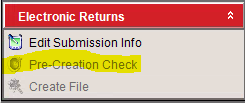 Electronic Returns
Edit Submission Info
Pre-Creation Check
Create File